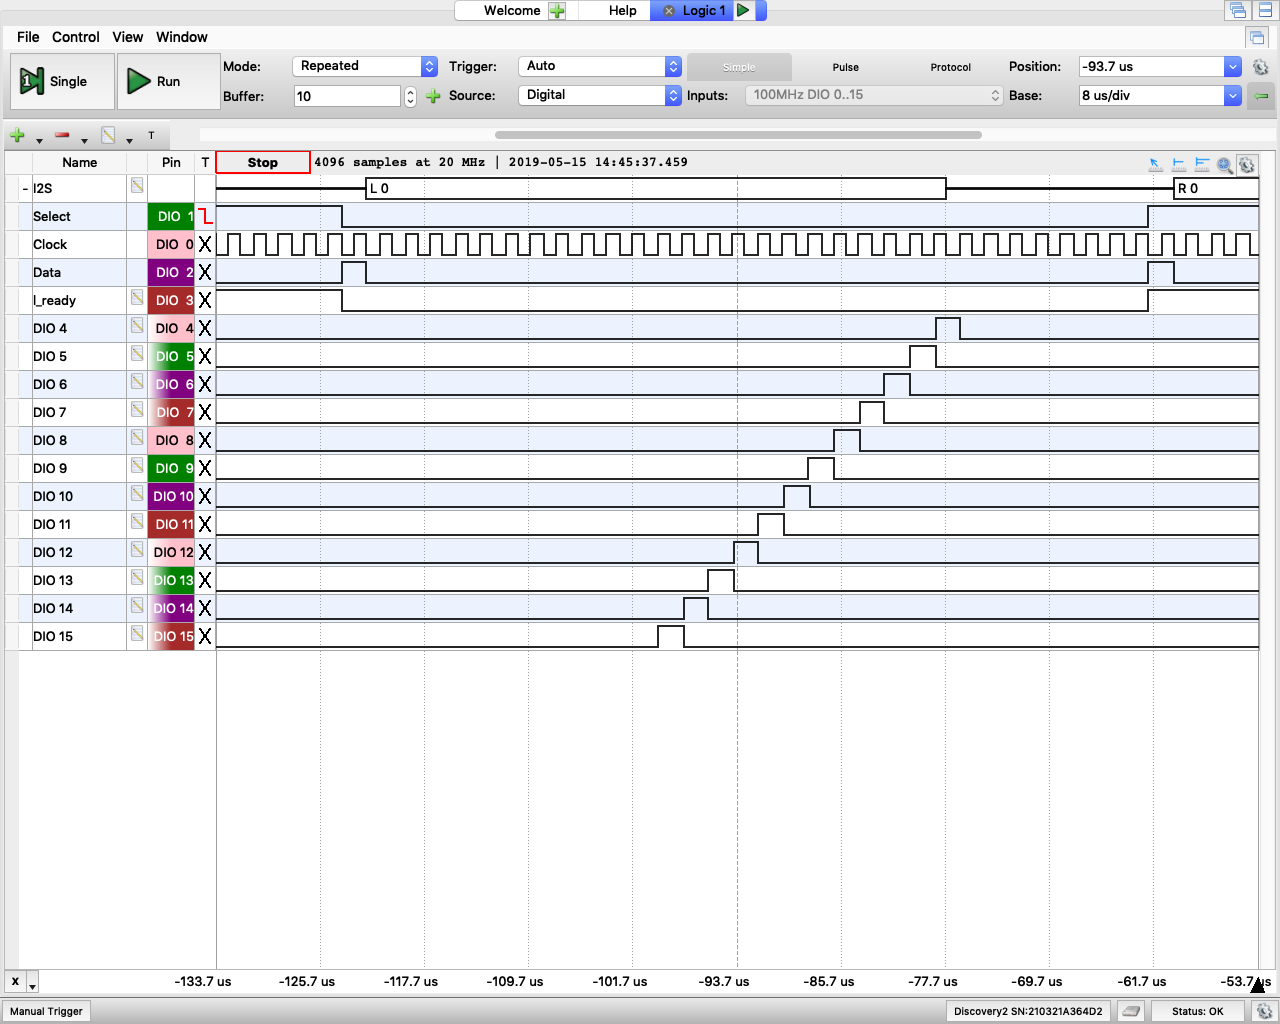 Welcome Help Logic 1
File Control View Window
Single Run Mode: Repeated Trigger: Auto Simple Pulse Protocol Position: -93.7 us
Buffer: 10 Source: Digital Inputs: 100MHz DIO 0..15 Base: 8 us/div
T
Name Pin T Stop 4096 samples at 20 MHz | 2019-05-15 14:45:37.459
- I2S L 0 R 0
Select DIO 1
Clock DIO 0 X
Data DIO 2 X
I_ready DIO 3 X
DIO 4 DIO 4 X
DIO 5 DIO 5 X
DIO 6 DIO 6 X
DIO 7 DIO 7 X
DIO 8 DIO 8 X
DIO 9 DIO 9 X
DIO 10 DIO 10 X
DIO 11 DIO 11 X
DIO 12 DIO 12 X
DIO 13 DIO 13 X
DIO 14 DIO 14 X
DIO 15 DIO 15 X
X -133.7 us -125.7 us -117.7 us -109.7 us -101.7 us -93.7 us -85.7 us -77.7 us -69.7 us -61.7 us -53.7 us
Manual Trigger Discovery2 SN:210321A364D2 Status: OK